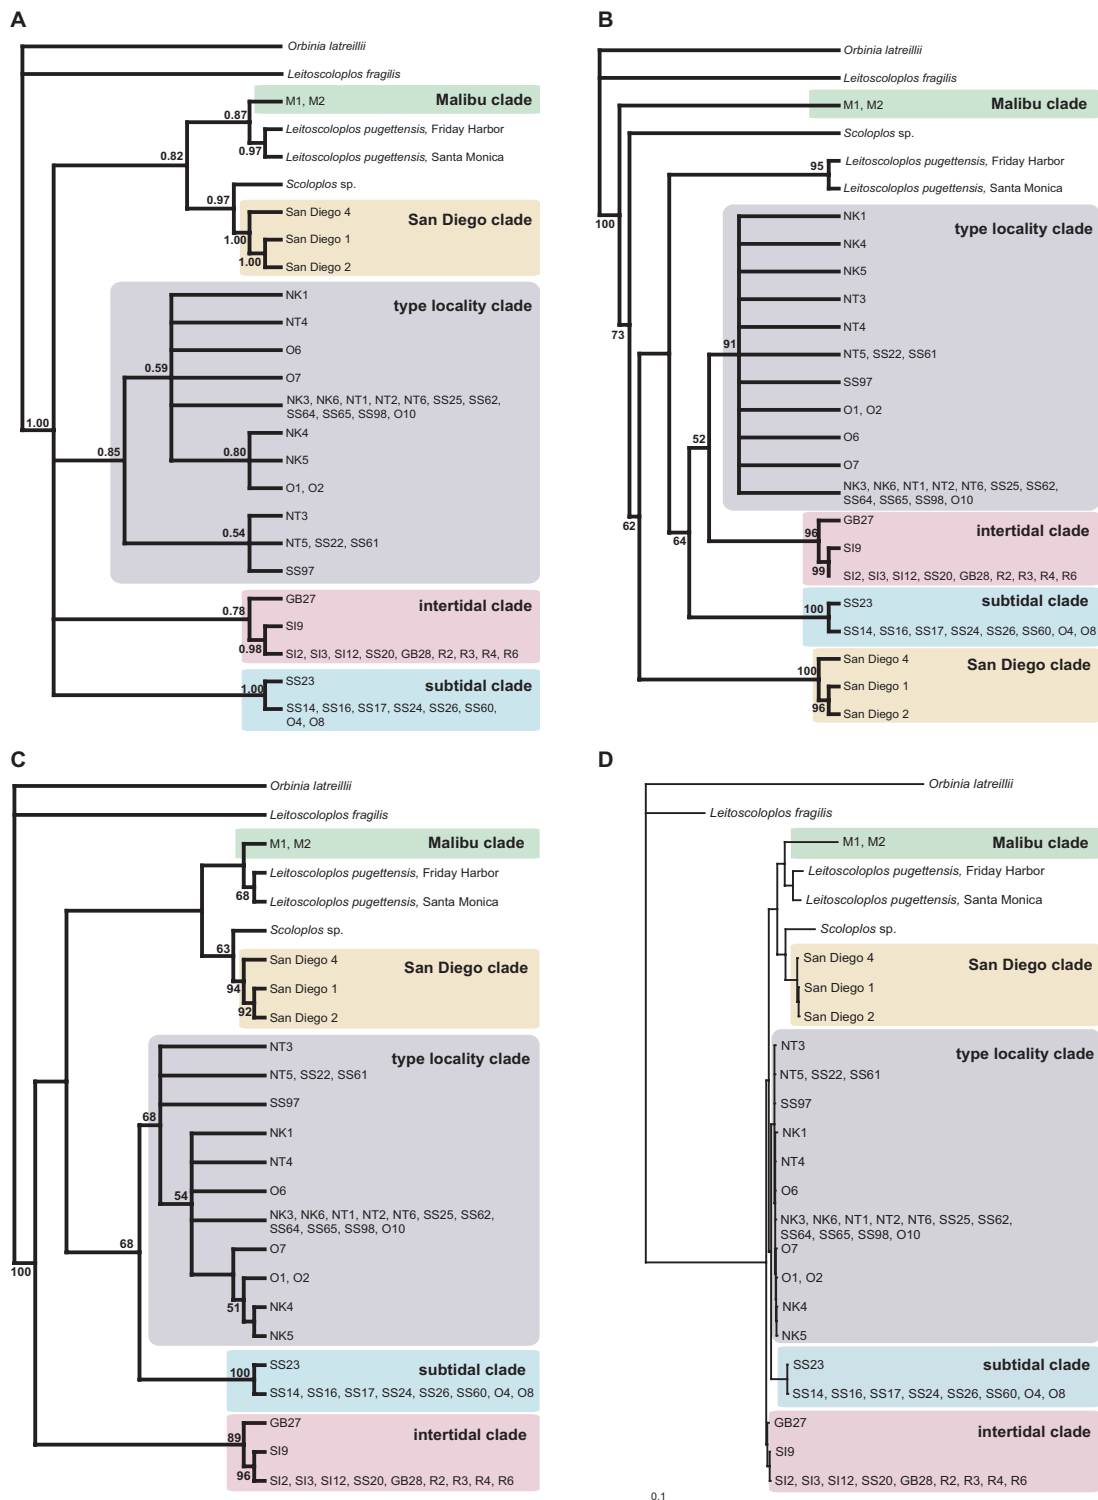 A
Orbinia latreillii
Leitoscoloplos fragilis
Malibu clade
M1, M2
0.87
Leitoscoloplos pugettensis, Friday Harbor
0.97
Leitoscoloplos pugettensis, Santa Monica
0.82
Scoloplos sp.
0.97
San Diego clade
San Diego 4
1.00
San Diego 1
1.00
San Diego 2
type locality clade
NK1
NT4
O6
0.59
O7
NK3, NK6, NT1, NT2, NT6, SS25, SS62,
SS64, SS65, SS98, O10
1.00
NK4
0.85
0.80
NK5
O1, O2
NT3
0.54
NT5, SS22, SS61
SS97
intertidal clade
GB27
0.78
SI9
0.98
SI2, SI3, SI12, SS20, GB28, R2, R3, R4, R6
subtidal clade
SS23
1.00
SS14, SS16, SS17, SS24, SS26, SS60,
O4, O8
B
Orbinia latreillii
Leitoscoloplos fragilis
Malibu clade
M1, M2
Scoloplos sp.
95
Leitoscoloplos pugettensis, Friday Harbor
Leitoscoloplos pugettensis, Santa Monica
100
type locality clade
NK1
NK4
NK5
NT3
NT4
73
91
NT5, SS22, SS61
SS97
O1, O2
O6
52
O7
NK3, NK6, NT1, NT2, NT6, SS25, SS62,
SS64, SS65, SS98, O10
62
64
intertidal clade
GB27
96
SI9
99
SI2, SI3, SI12, SS20, GB28, R2, R3, R4, R6
subtidal clade
SS23
100
SS14, SS16, SS17, SS24, SS26, SS60, O4, O8
San Diego clade
San Diego 4
100
San Diego 1
96
San Diego 2
C
Orbinia latreillii
Leitoscoloplos fragilis
Malibu clade
M1, M2
Leitoscoloplos pugettensis, Friday Harbor
68
Leitoscoloplos pugettensis, Santa Monica
Scoloplos sp.
63
San Diego clade
San Diego 4
94
San Diego 1
92
San Diego 2
type locality clade
NT3
NT5, SS22, SS61
SS97
68
NK1
NT4
54
O6
NK3, NK6, NT1, NT2, NT6, SS25, SS62,
SS64, SS65, SS98, O10
68
O7
100
O1, O2
51
NK4
NK5
subtidal clade
SS23
100
SS14, SS16, SS17, SS24, SS26, SS60, O4, O8
intertidal clade
GB27
89
SI9
96
SI2, SI3, SI12, SS20, GB28, R2, R3, R4, R6
D
Orbinia latreillii
Leitoscoloplos fragilis
Malibu clade
M1, M2
Leitoscoloplos pugettensis, Friday Harbor
Leitoscoloplos pugettensis, Santa Monica
Scoloplos sp.
San Diego clade
San Diego 4
San Diego 1
San Diego 2
type locality clade
NT3
NT5, SS22, SS61
SS97
NK1
NT4
O6
NK3, NK6, NT1, NT2, NT6, SS25, SS62,
SS64, SS65, SS98, O10
O7
O1, O2
NK4
NK5
subtidal clade
SS23
SS14, SS16, SS17, SS24, SS26, SS60, O4, O8
intertidal clade
GB27
SI9
SI2, SI3, SI12, SS20, GB28, R2, R3, R4, R6
0.1